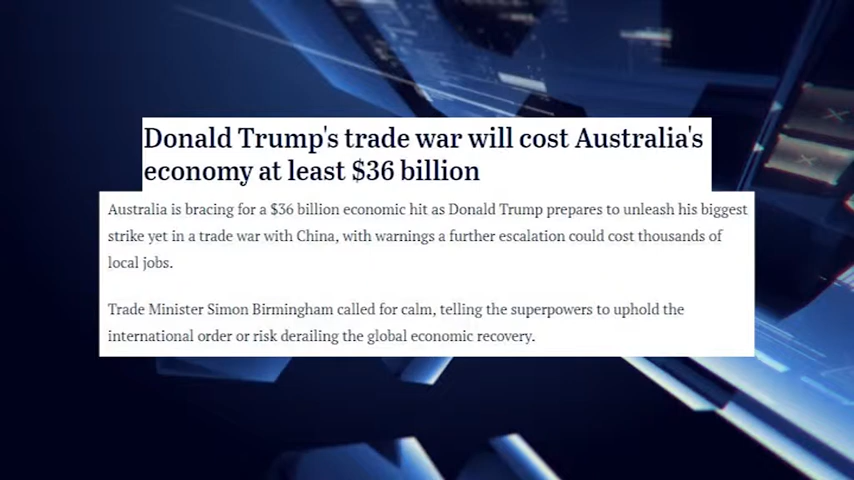 Donald Trump's trade war will cost Australia's
economy at least $36 billion
Australia is bracing for a $36 billion economic hit as Donald Trump prepares to unleash his biggest
strike yet in a trade war with China, with warnings a further escalation could cost thousands of
local jobs.
Trade Minister Simon Birmingham called for calm, telling the superpowers to uphold the
international order or risk derailing the global economic recovery.